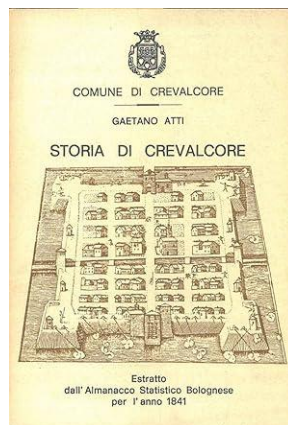 COMUNE DI CREVALCORE
GAETANO ATTI
STORIA DI CREVALCORE
Estratto
dall'Almanacco Statistico Bolognese
per l'anno 1841